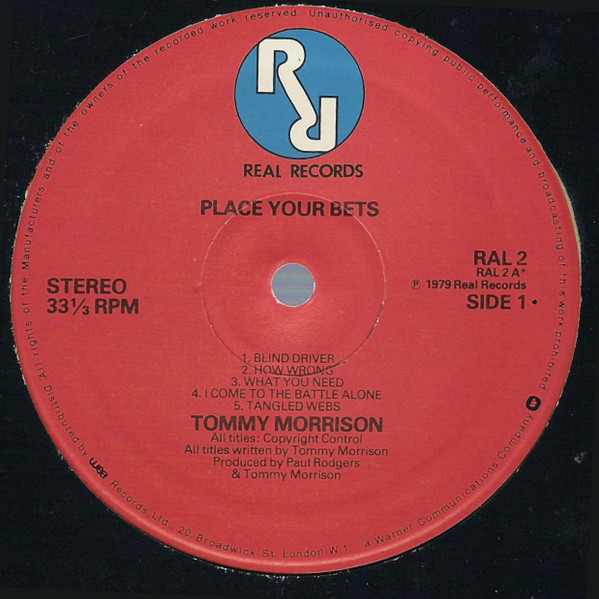 All rights of the Manufacturers and of the owners of the recorded work reserved. Unauthorised copying public performance and broadcasting of this work prohibited.
RR
REAL RECORDS
PLACE YOUR BETS
STEREO
33⅓ RPM
RAL 2
RAL 2 A*
℗ 1979 Real Records
SIDE 1•
1. BLIND DRIVER
2. HOW WRONG
3. WHAT YOU NEED
4. I COME TO THE BATTLE ALONE
5. TANGLED WEBS
TOMMY MORRISON
All titles: Copyright Control
All titles written by Tommy Morrison
Produced by Paul Rodgers
& Tommy Morrison
Distributed by wea Records Ltd. 20, Broadwick St. London W.1. a Warner Communications Company